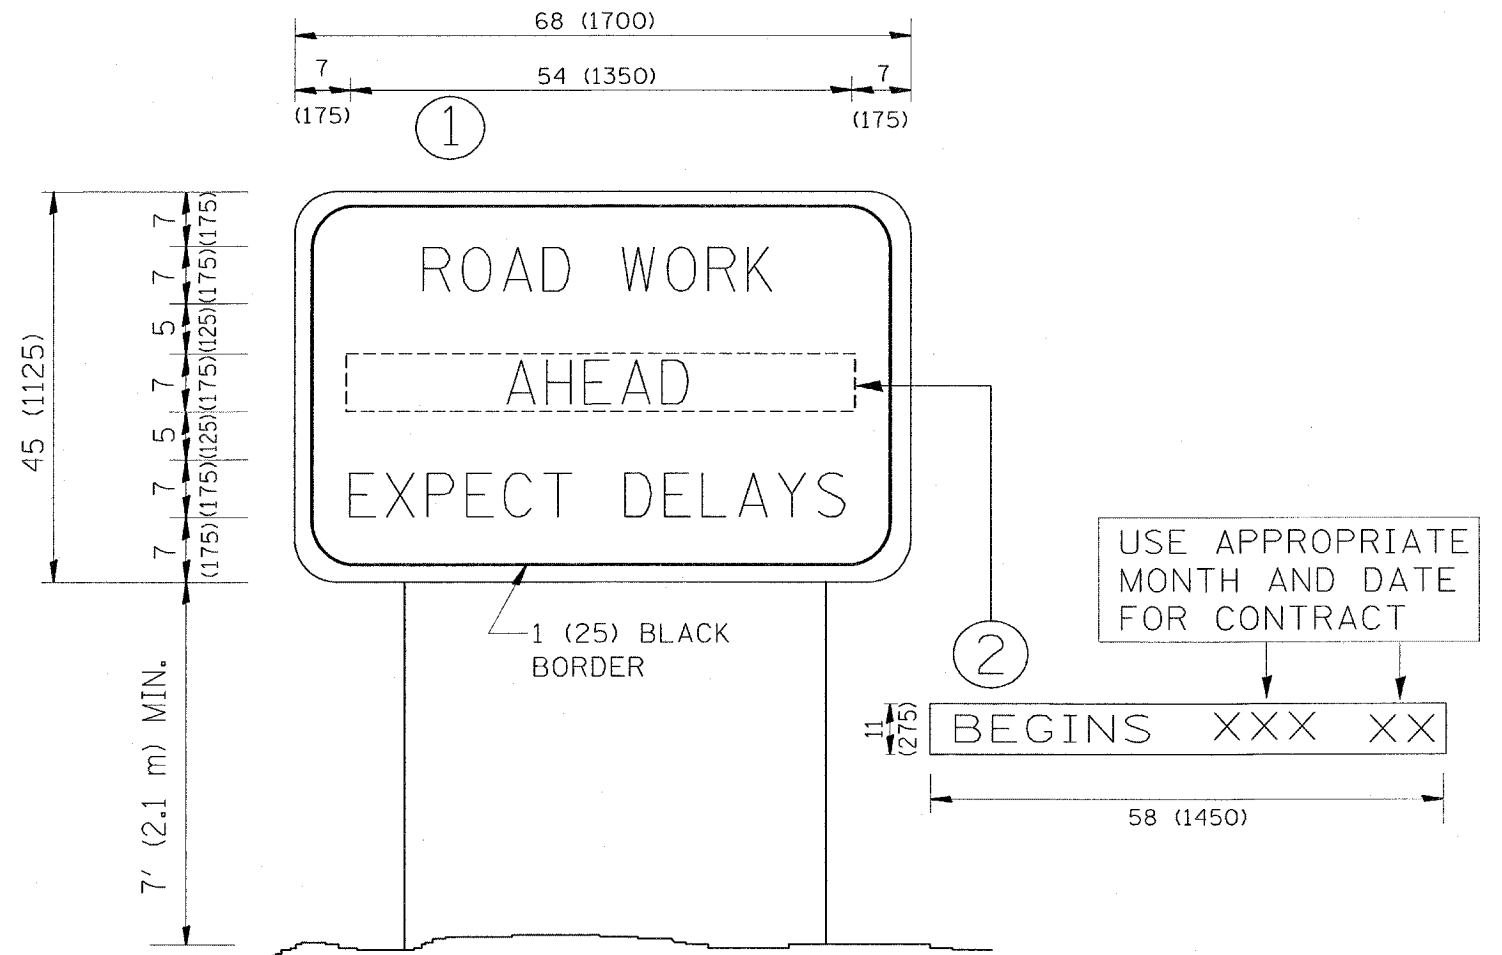 68 (1700)
7
54 (1350)
7
(175)
(175)
1
45 (1125)
7
(175)
7
(175)
5
(125)
7
(175)
5
(125)
7
(175)
7
(175)
ROAD WORK
AHEAD
EXPECT DELAYS
1 (25) BLACK
BORDER
7' (2.1 m) MIN.
USE APPROPRIATE
MONTH AND DATE
FOR CONTRACT
2
11
(275)
BEGINS XXX XX
58 (1450)